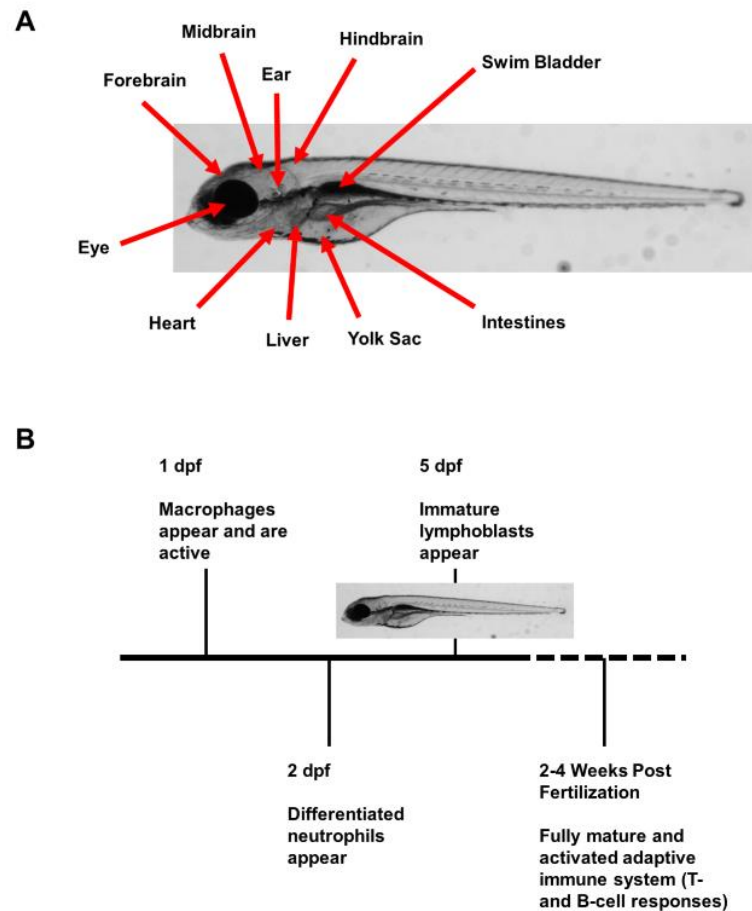 A
Midbrain
Hindbrain
Ear
Swim Bladder
Forebrain
Eye
Heart
Liver
Yolk Sac
Intestines
B
1 dpf
Macrophages
appear and are
active
5 dpf
Immature
lymphoblasts
appear
2 dpf
Differentiated
neutrophils
appear
2-4 Weeks Post
Fertilization
Fully mature and
activated adaptive
immune system (T-
and B-cell responses)